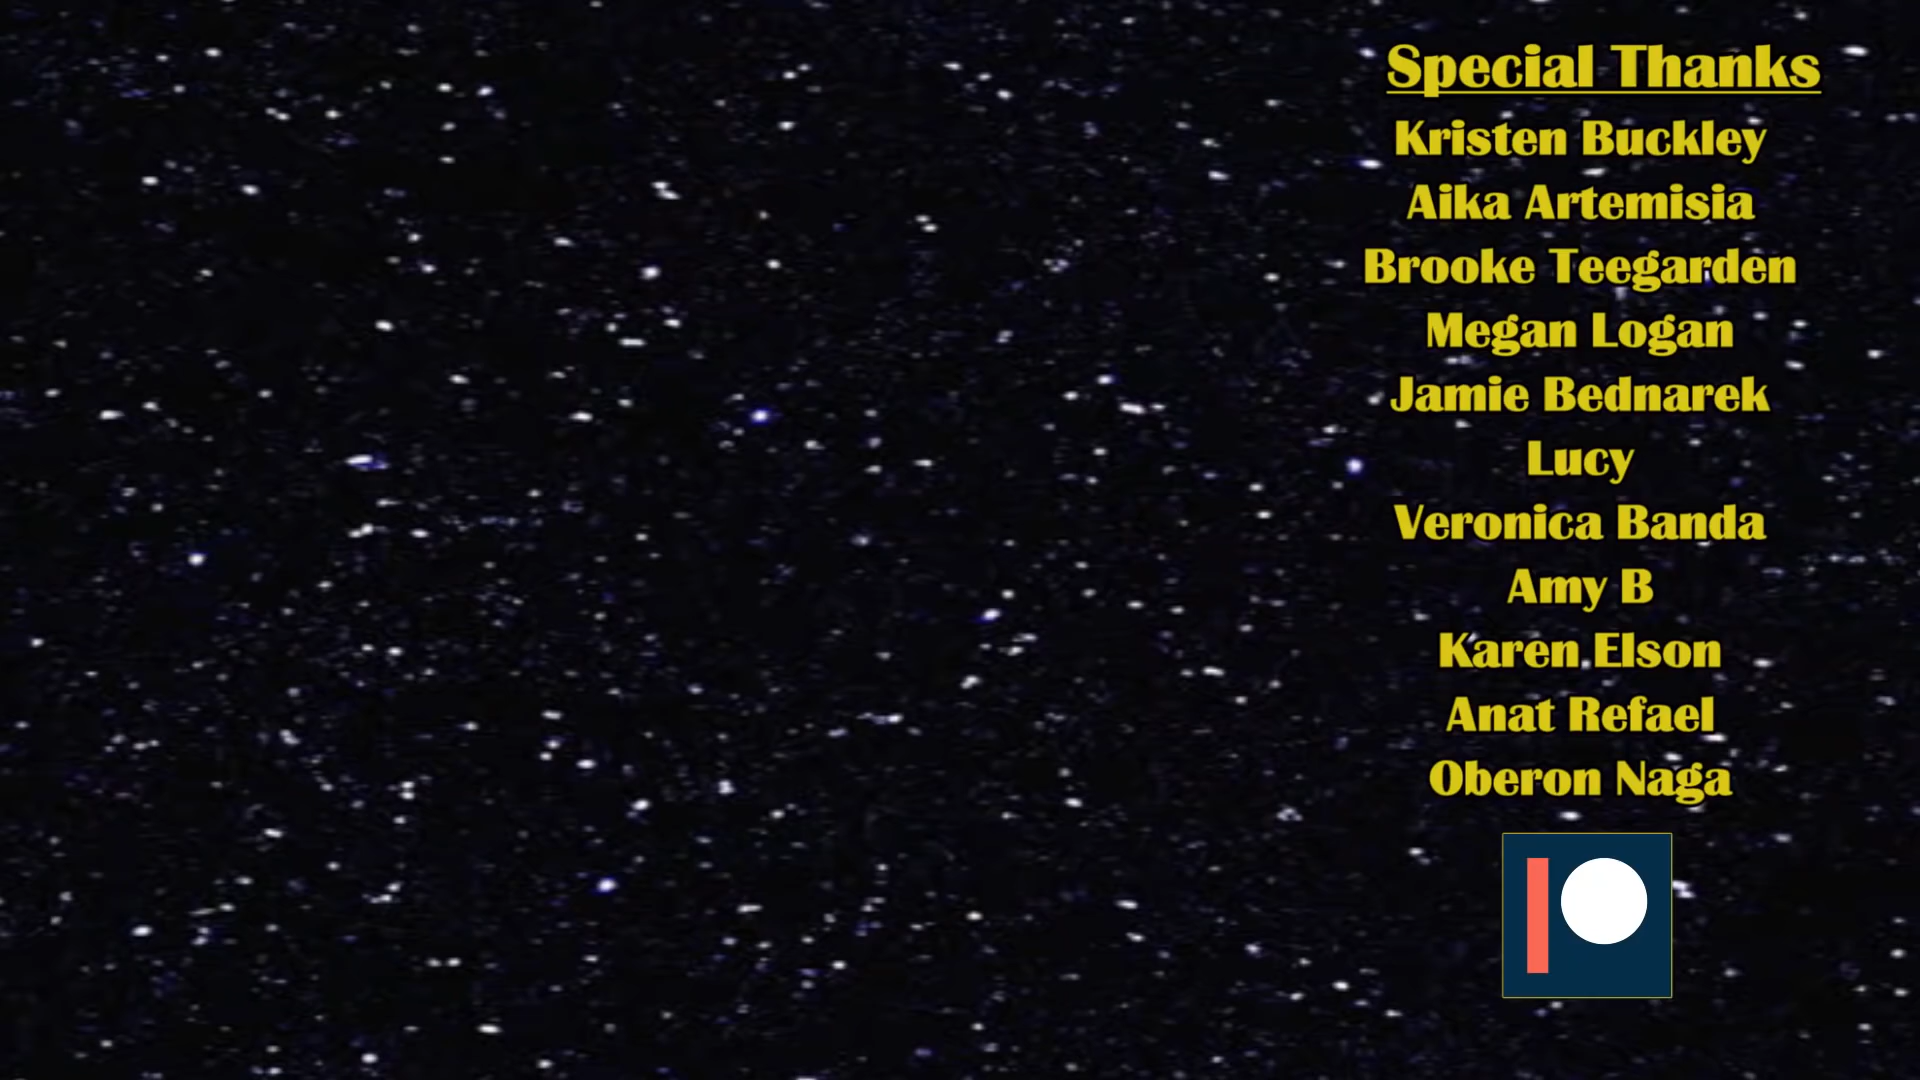 Special Thanks
Kristen Buckley
Aika Artemisia
Brooke Teegarden
Megan Logan
Jamie Bednarek
Lucy
Veronica Banda
Amy B
Karen Elson
Anat Refael
Oberon Naga